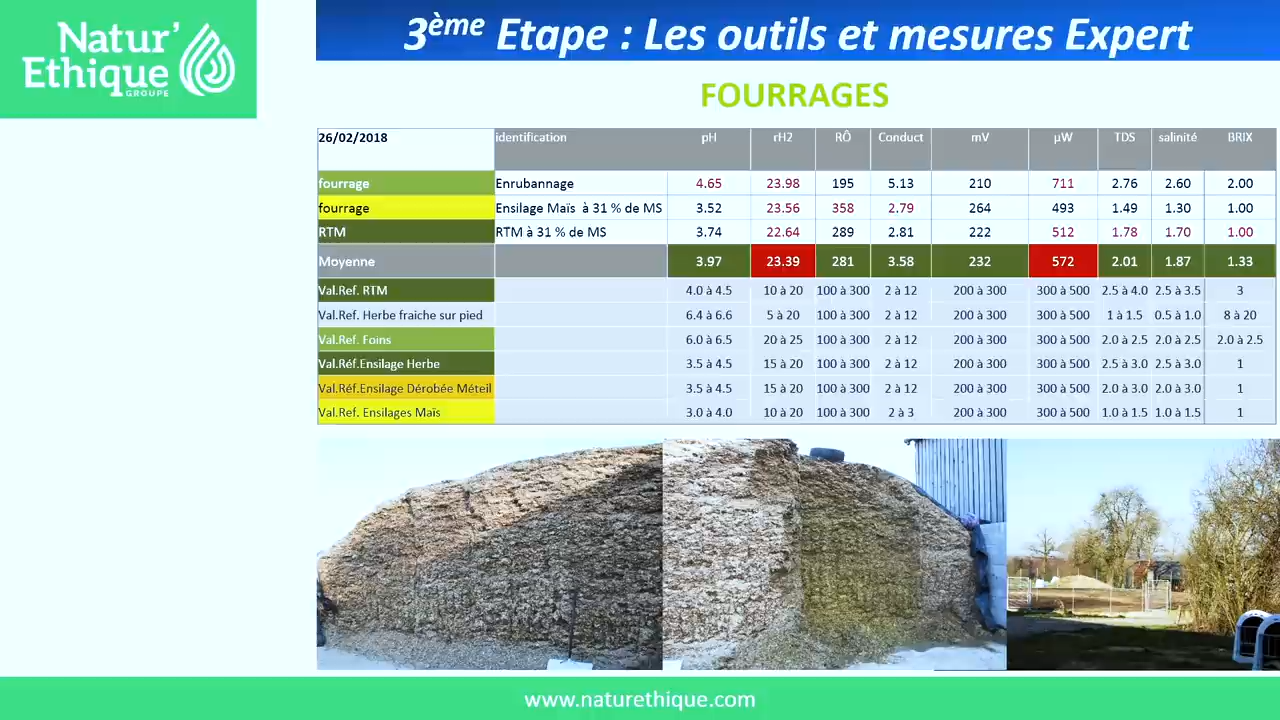 Natur'
Ethique
GROUPE
3ème Etape : Les outils et mesures Expert
FOURRAGES
26/02/2018 identification pH rH2 RÔ Conduct mV µW TDS salinité BRIX
fourrage Enrubannage 4.65 23.98 195 5.13 210 711 2.76 2.60 2.00
fourrage Ensilage Maïs à 31 % de MS 3.52 23.56 358 2.79 264 493 1.49 1.30 1.00
RTM RTM à 31 % de MS 3.74 22.64 289 2.81 222 512 1.78 1.70 1.00
Moyenne 3.97 23.39 281 3.58 232 572 2.01 1.87 1.33
Val.Ref. RTM 4.0 à 4.5 10 à 20 100 à 300 2 à 12 200 à 300 300 à 500 2.5 à 4.0 2.5 à 3.5 3
Val.Ref. Herbe fraiche sur pied 6.4 à 6.6 5 à 20 100 à 300 2 à 12 200 à 300 300 à 500 1 à 1.5 0.5 à 1.0 8 à 20
Val.Ref. Foins 6.0 à 6.5 20 à 25 100 à 300 2 à 12 200 à 300 300 à 500 2.0 à 2.5 2.0 à 2.5 2.0 à 2.5
Val.Réf.Ensilage Herbe 3.5 à 4.5 15 à 20 100 à 300 2 à 12 200 à 300 300 à 500 2.5 à 3.0 2.5 à 3.0 1
Val.Réf.Ensilage Dérobée Méteil 3.5 à 4.5 15 à 20 100 à 300 2 à 12 200 à 300 300 à 500 2.0 à 3.0 2.0 à 3.0 1
Val.Ref. Ensilages Maïs 3.0 à 4.0 10 à 20 100 à 300 2 à 3 200 à 300 300 à 500 1.0 à 1.5 1.0 à 1.5 1
www.naturethique.com